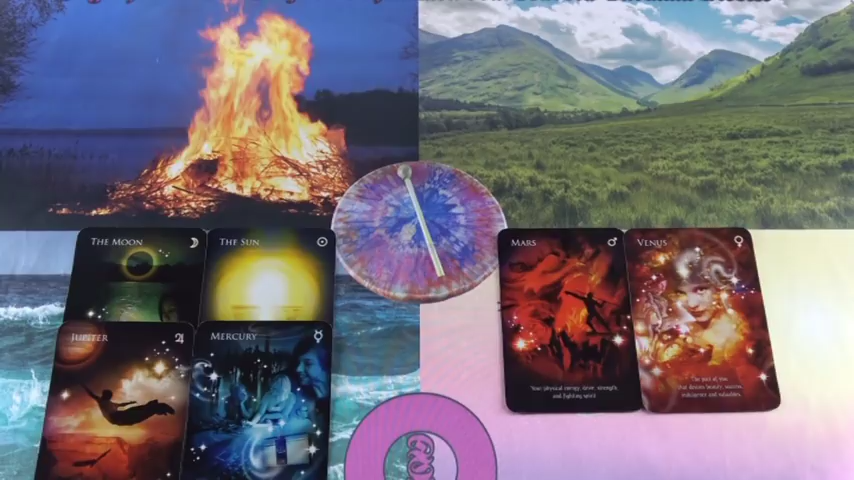 THE MOON
THE SUN
JUPITER
MERCURY
MARS
VENUS
Your physical energy, drive, strength,
and fighting spirit
The part of you
that desires beauty, success,
indulgence and valuables.